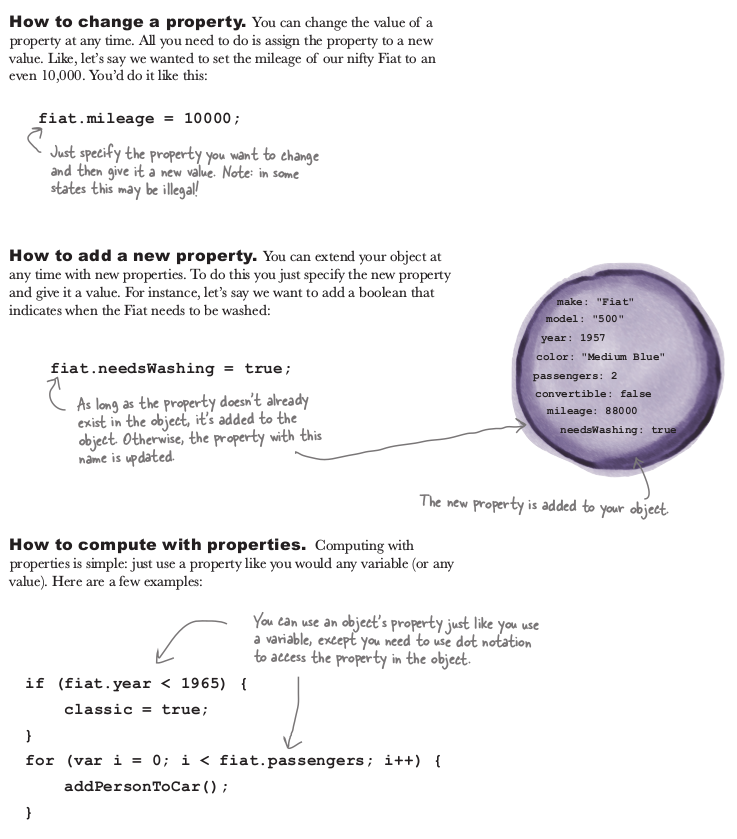 How to change a property. You can change the value of a
property at any time. All you need to do is assign the property to a new
value. Like, let's say we wanted to set the mileage of our nifty Fiat to an
even 10,000. You'd do it like this:
fiat.mileage = 10000;
Just specify the property you want to change
and then give it a new value. Note: in some
states this may be illegal!
How to add a new property. You can extend your object at
any time with new properties. To do this you just specify the new property
and give it a value. For instance, let's say we want to add a boolean that
indicates when the Fiat needs to be washed:
fiat.needsWashing = true;
As long as the property doesn't already
exist in the object, it's added to the
object. Otherwise, the property with this
name is updated.
make: "Fiat"
model: "500"
year: 1957
color: "Medium Blue"
passengers: 2
convertible: false
mileage: 88000
needsWashing: true
The new property is added to your object.
How to compute with properties. Computing with
properties is simple: just use a property like you would any variable (or any
value). Here are a few examples:
You can use an object's property just like you use
a variable, except you need to use dot notation
to access the property in the object.
if (fiat.year < 1965) {
    classic = true;
}
for (var i = 0; i < fiat.passengers; i++) {
    addPersonToCar();
}